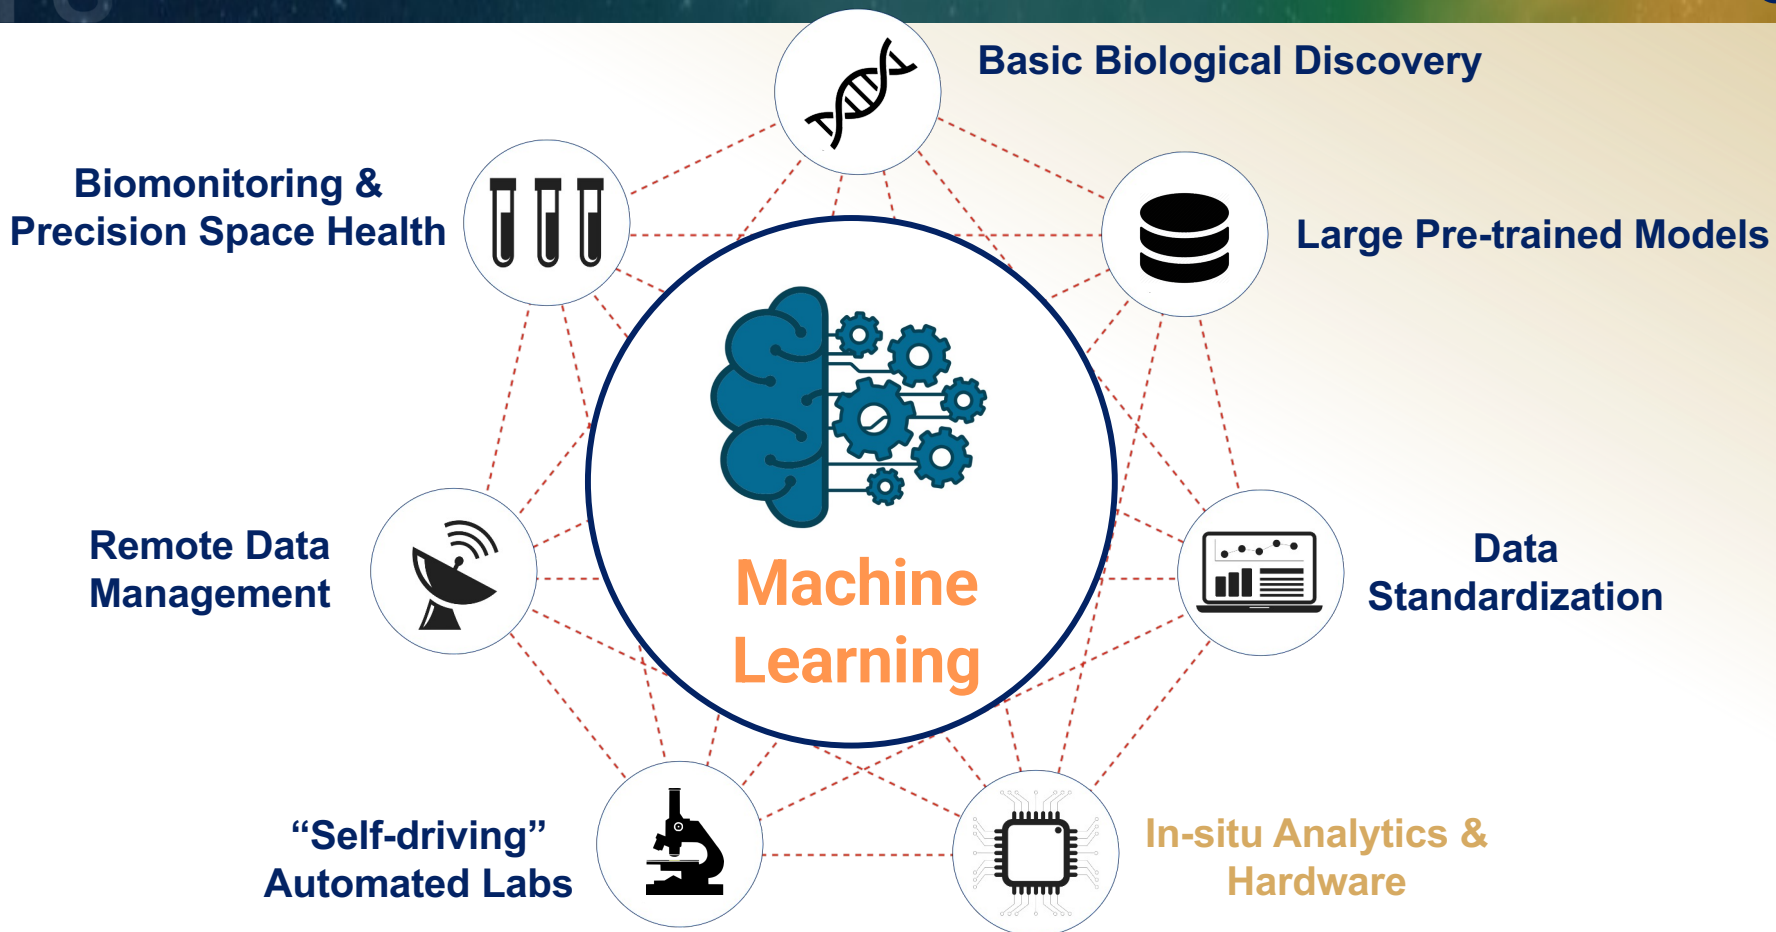 Basic Biological Discovery
Biomonitoring &
Precision Space Health
Large Pre-trained Models
Remote Data
Management
Machine
Learning
Data
Standardization
“Self-driving”
Automated Labs
In-situ Analytics &
Hardware